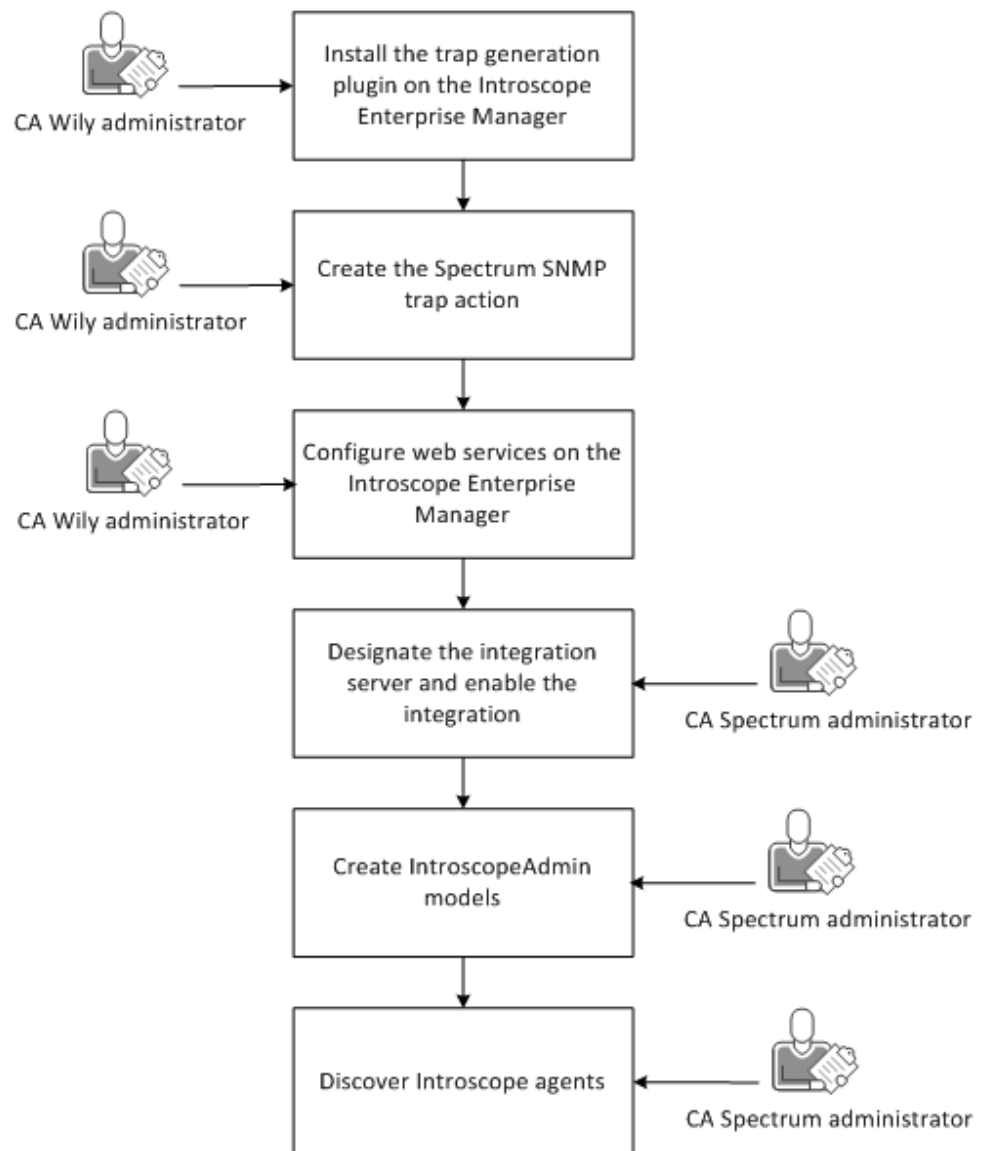 Install the trap generation
plugin on the Introscope
Enterprise Manager
CA Wily administrator
Create the Spectrum SNMP
trap action
CA Wily administrator
Configure web services on the
Introscope Enterprise
Manager
CA Wily administrator
Designate the integration
server and enable the
integration
CA Spectrum administrator
Create IntroscopeAdmin
models
CA Spectrum administrator
Discover Introscope agents
CA Spectrum administrator